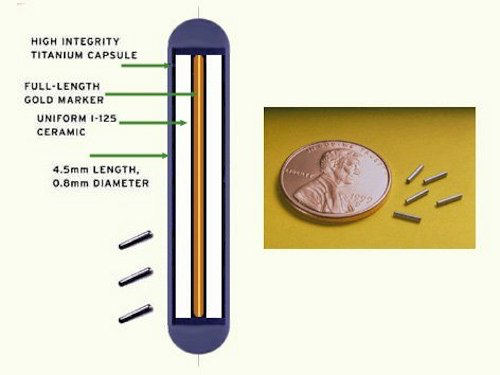 HIGH INTEGRITY
TITANIUM CAPSULE
FULL-LENGTH
GOLD MARKER
UNIFORM I-125
CERAMIC
4.5mm LENGTH,
0.8mm DIAMETER